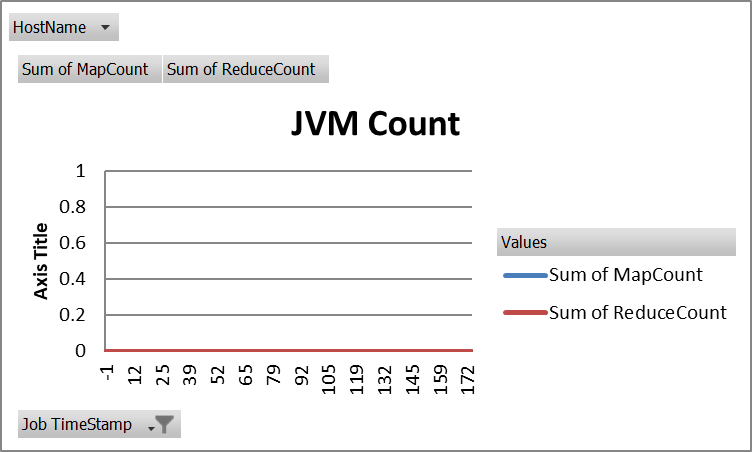 HostName
Sum of MapCount Sum of ReduceCount
JVM Count
1
0.8
0.6
0.4
0.2
0
Axis Title
-1 12 25 39 52 65 79 92 105 119 132 145 159 172
Values
Sum of MapCount
Sum of ReduceCount
Job TimeStamp